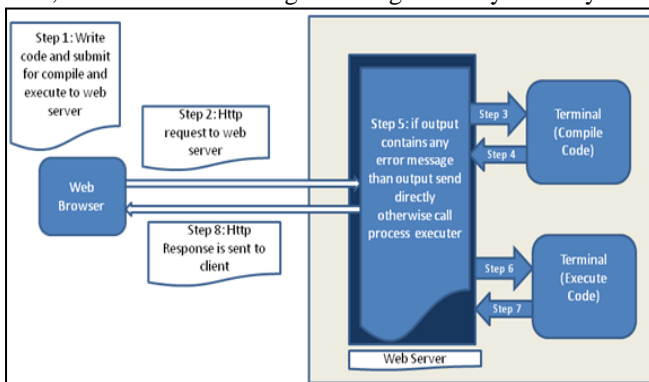 Step 1: Write
code and submit
for compile and
execute to web
server
Step 2: Http
request to web
server
Web
Browser
Step 8: Http
Response is sent to
client
Step 5: if output
contains any
error message
than output send
directly
otherwise call
process executer
Web Server
Step 3
Step 4
Terminal
(Compile
Code)
Step 6
Step 7
Terminal
(Execute
Code)